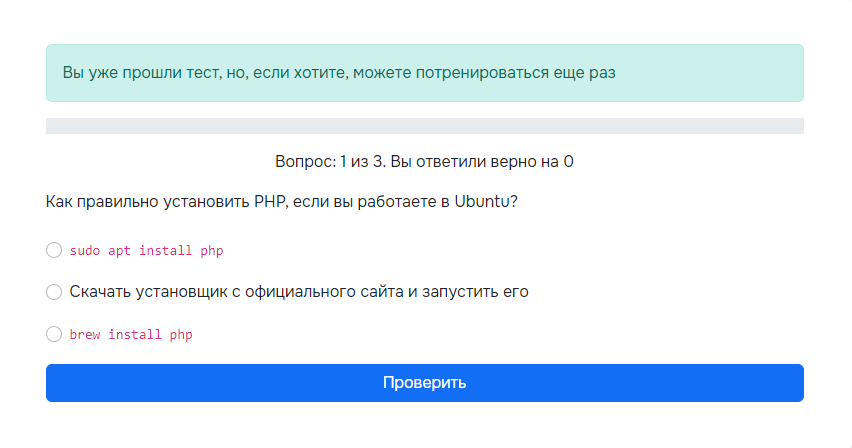 Вы уже прошли тест, но, если хотите, можете потренироваться еще раз
Вопрос: 1 из 3. Вы ответили верно на 0
Как правильно установить PHP, если вы работаете в Ubuntu?
sudo apt install php
Скачать установщик с официального сайта и запустить его
brew install php
Проверить